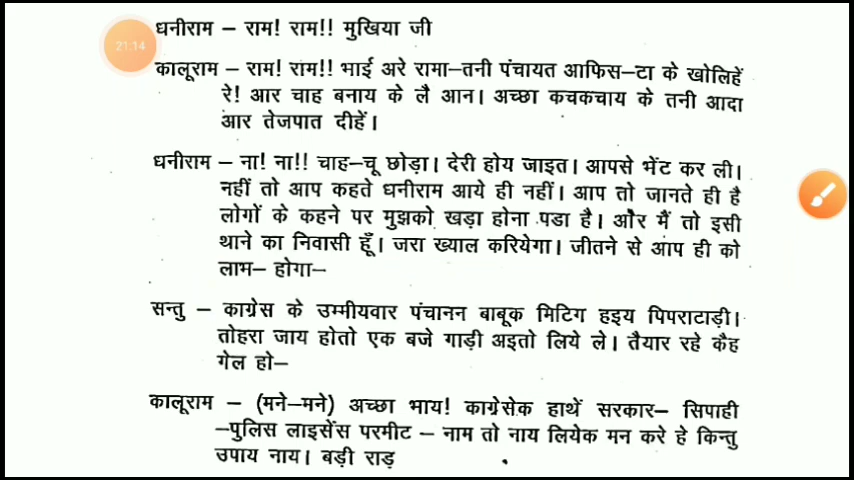 धनीराम – राम! राम!! मुखिया जी
21:14
कालूराम – राम! राम!! भाई अरे रामा–तनी पंचायत आफिस–टा के खोलिहें
रे! आर चाह बनाय के लै आन। अच्छा कचकचाय के तनी आदा
आर तेजपात दीहें।
धनीराम – ना! ना!! चाह–चू छोड़ा। देरी होय जाइत। आपसे भेंट कर ली।
नहीं तो आप कहते धनीराम आये ही नहीं। आप तो जानते ही है
लोगों के कहने पर मुझको खड़ा होना पडा है। और मैं तो इसी
थाने का निवासी हूँ। जरा ख्याल करियेगा। जीतने से आप ही को
लाभ– होगा–
सन्तु – काग्रेस के उम्मीयवार पंचानन बाबूक मिटिग हइय पिपराटाड़ी।
तोहरा जाय होतो एक बजे गाड़ी अइतो लिये ले। तैयार रहे कैह
गेल हो–
कालूराम – (मने–मने) अच्छा भाय! काग्रेसेक हाथें सरकार– सिपाही
–पुलिस लाइसेंस परमीट – नाम तो नाय लियेक मन करे हे किन्तु
उपाय नाय। बड़ी राड़